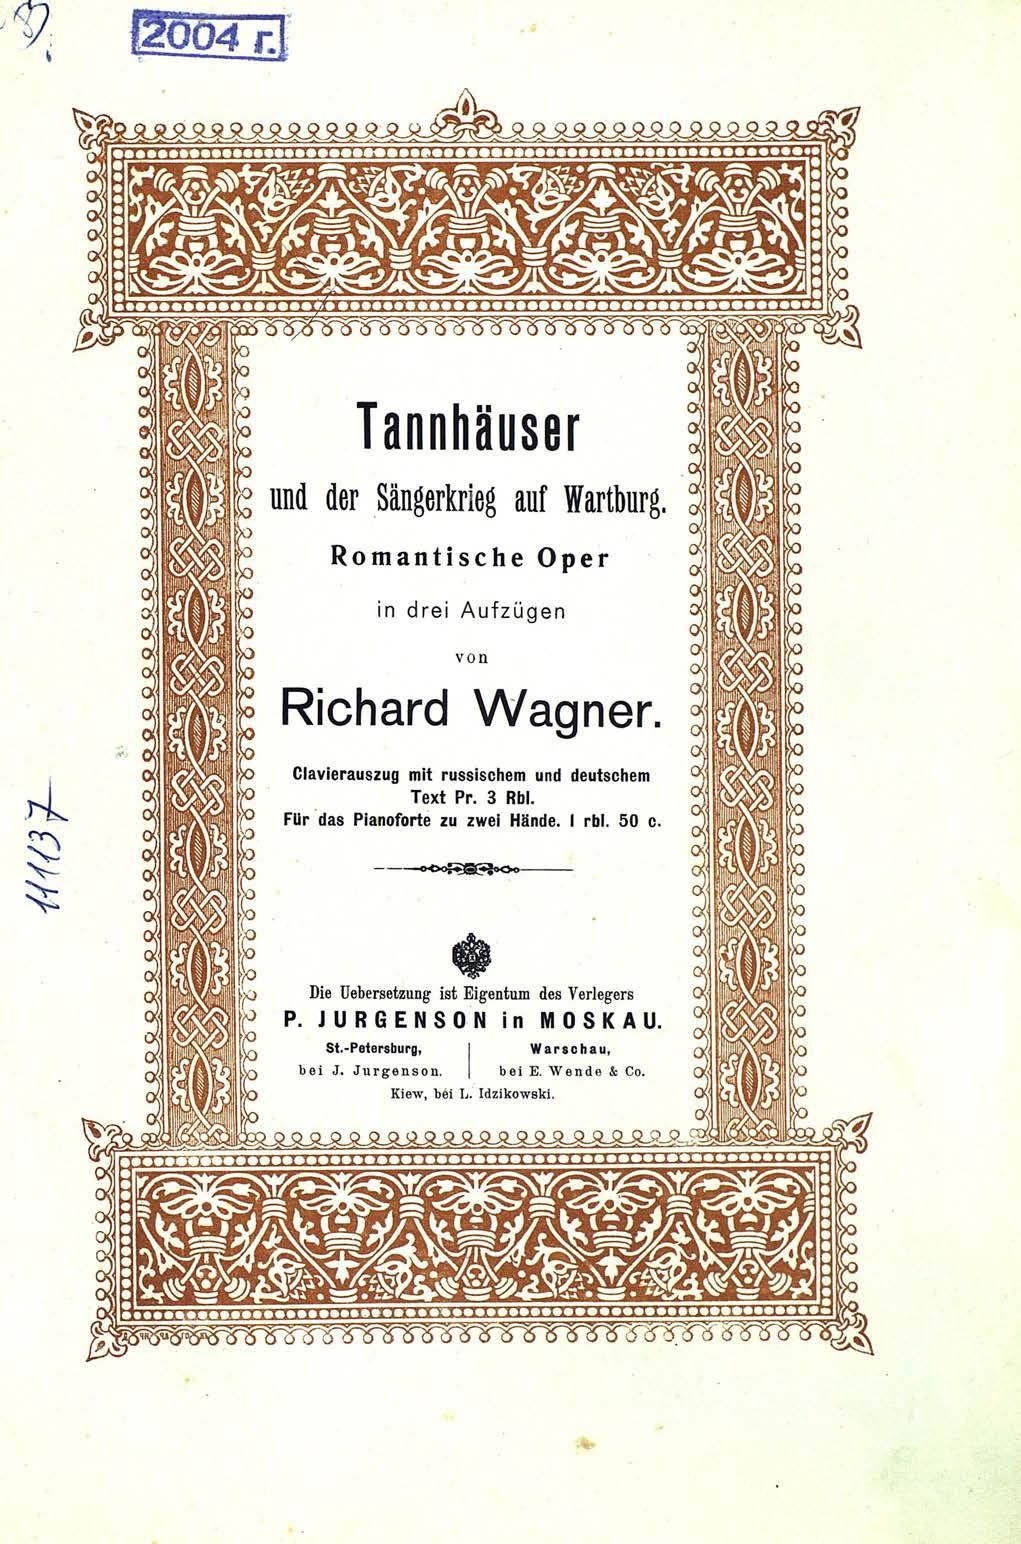 2004 г.
Tannhäuser
und der Sängerkrieg auf Wartburg.
Romantische Oper
in drei Aufzügen
von
Richard Wagner.
Clavierauszug mit russischem und deutschem
Text Pr. 3 Rbl.
Für das Pianoforte zu zwei Hände. 1 rbl. 50 c.
11137
Die Uebersetzung ist Eigentum des Verlegers
P. JURGENSON in MOSKAU.
St.-Petersburg,
bei J. Jurgenson.
Warschau,
bei E. Wende & Co.
Kiew, bei L. Idzikowski.